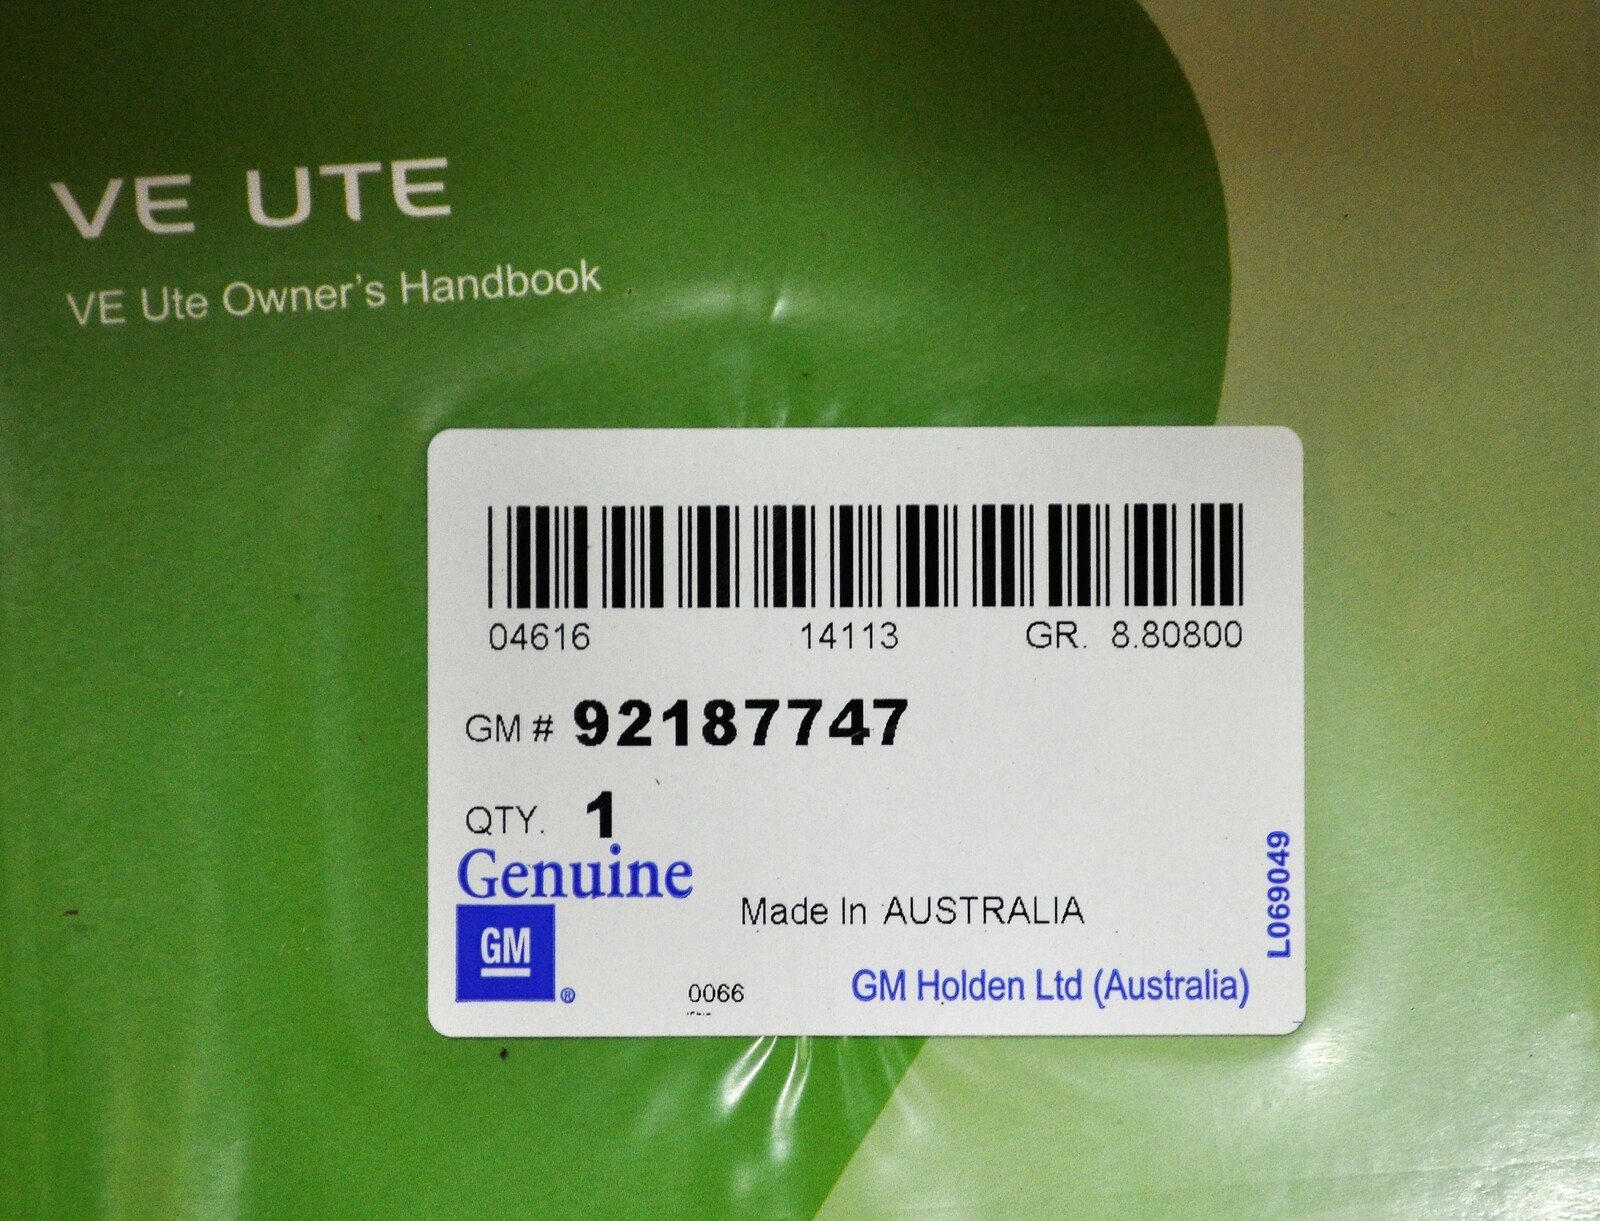 VE UTE
VE Ute Owner's Handbook
04616 14113 GR. 8.80800
GM # 92187747
QTY. 1
Genuine
GM ®
Made In AUSTRALIA
0066
GM Holden Ltd (Australia)
L069049